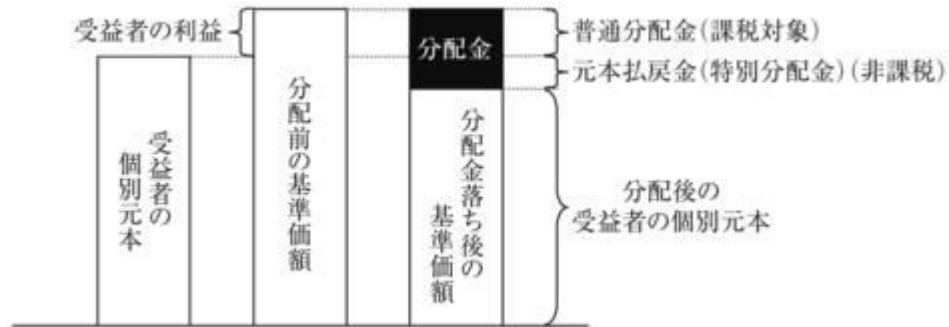 受益者の利益
分配金
普通分配金(課税対象)
元本払戻金(特別分配金)(非課税)
受益者の
個別元本
分配前の基準価額
分配金落ち後の
基準価額
分配後の
受益者の個別元本